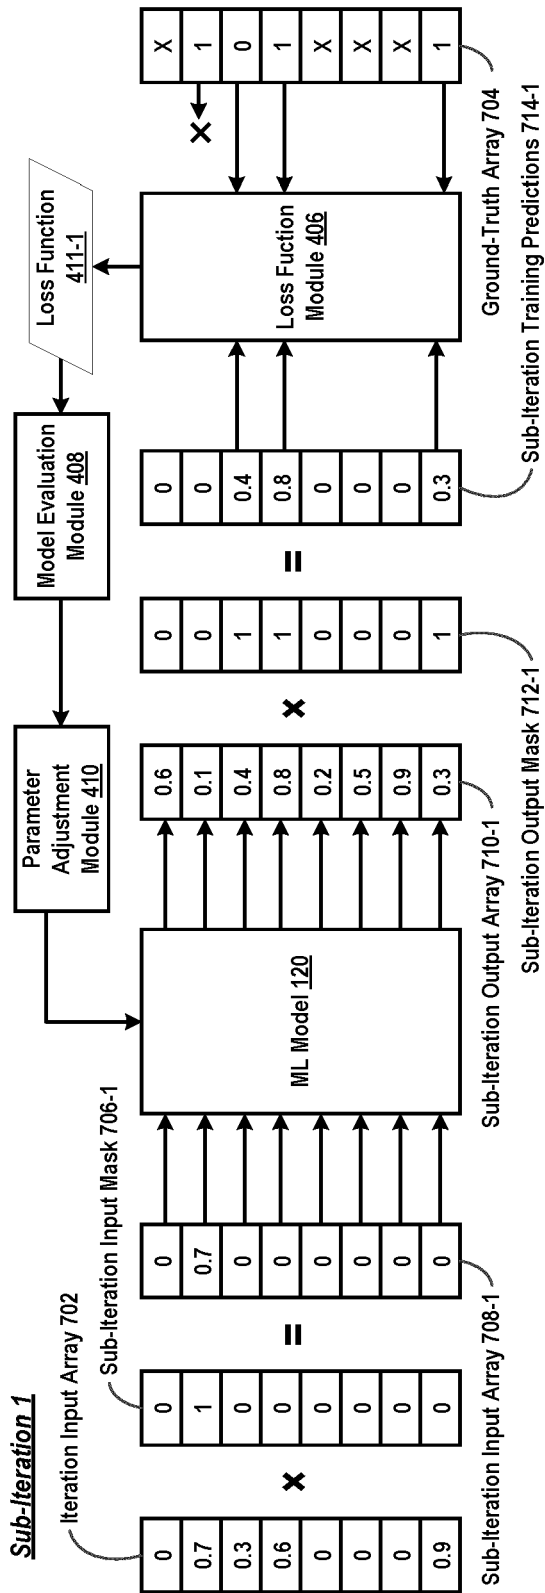 Sub-Iteration 1
Iteration Input Array 702
0
0.7
0.3
0.6
0
0
0
0.9
×
Sub-Iteration Input Mask 706-1
0
1
0
0
0
0
0
0
=
0
0.7
0
0
0
0
0
0
Sub-Iteration Input Array 708-1
ML Model 120
Parameter
Adjustment
Module 410
0.6
0.1
0.4
0.8
0.2
0.5
0.9
0.3
Sub-Iteration Output Array 710-1
×
0
0
1
1
0
0
0
1
Sub-Iteration Output Mask 712-1
=
Model Evaluation
Module 408
0
0
0.4
0.8
0
0
0
0.3
Sub-Iteration Training Predictions 714-1
Loss Function
411-1
Loss Fuction
Module 406
×
X
1
0
1
X
X
X
1
Ground-Truth Array 704